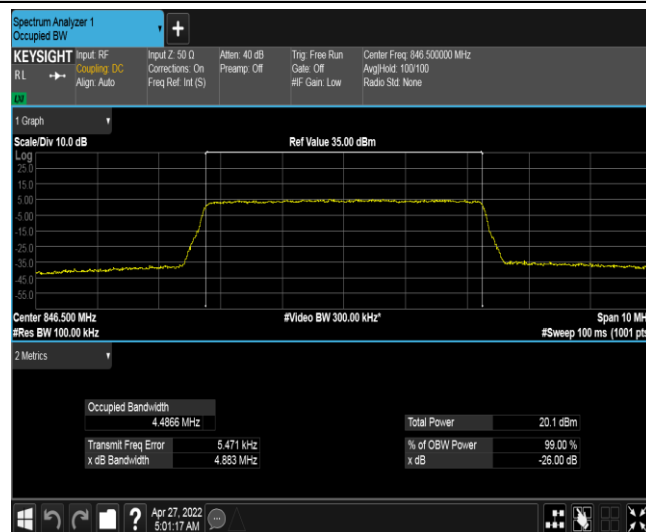 Spectrum Analyzer 1
Occupied BW
+
KEYSIGHT Input: RF Input Z: 50 Ω Atten: 40 dB Trig: Free Run Center Freq: 846.500000 MHz
RL Coupling: DC Corrections: On Preamp: Off Gate: Off Avg|Hold: 100/100
Align: Auto Freq Ref: Int (S) #IF Gain: Low Radio Std: None
1 Graph
Scale/Div 10.0 dB Ref Value 35.00 dBm
Log
25.0
15.0
5.00
-5.00
-15.0
-25.0
-35.0
-45.0
-55.0
Center 846.500 MHz #Video BW 300.00 kHz* Span 10 MH
#Res BW 100.00 kHz #Sweep 100 ms (1001 pts
2 Metrics
Occupied Bandwidth
4.4866 MHz Total Power 20.1 dBm
Transmit Freq Error 5.471 kHz % of OBW Power 99.00 %
x dB Bandwidth 4.883 MHz x dB -26.00 dB
? Apr 27, 2022
5:01:17 AM